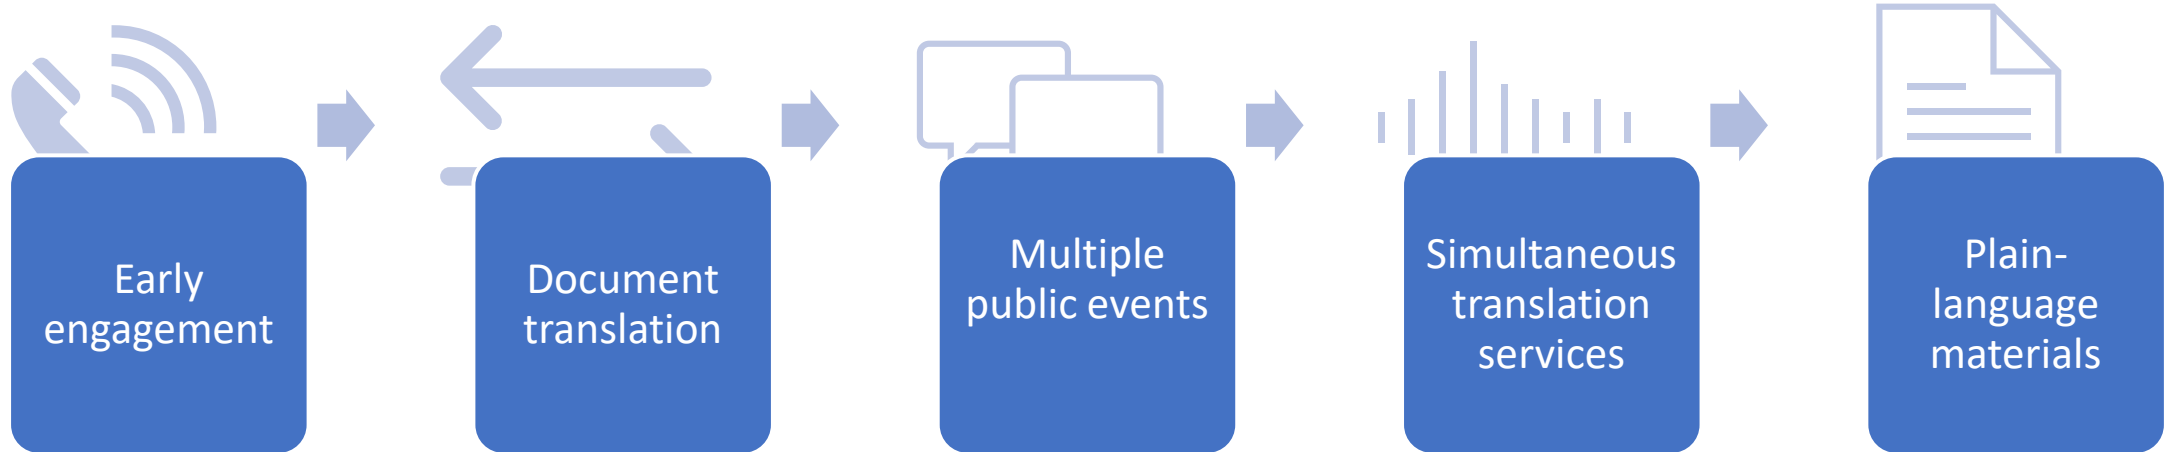 Early
engagement
Document
translation
Multiple
public events
Simultaneous
translation
services
Plain-
language
materials